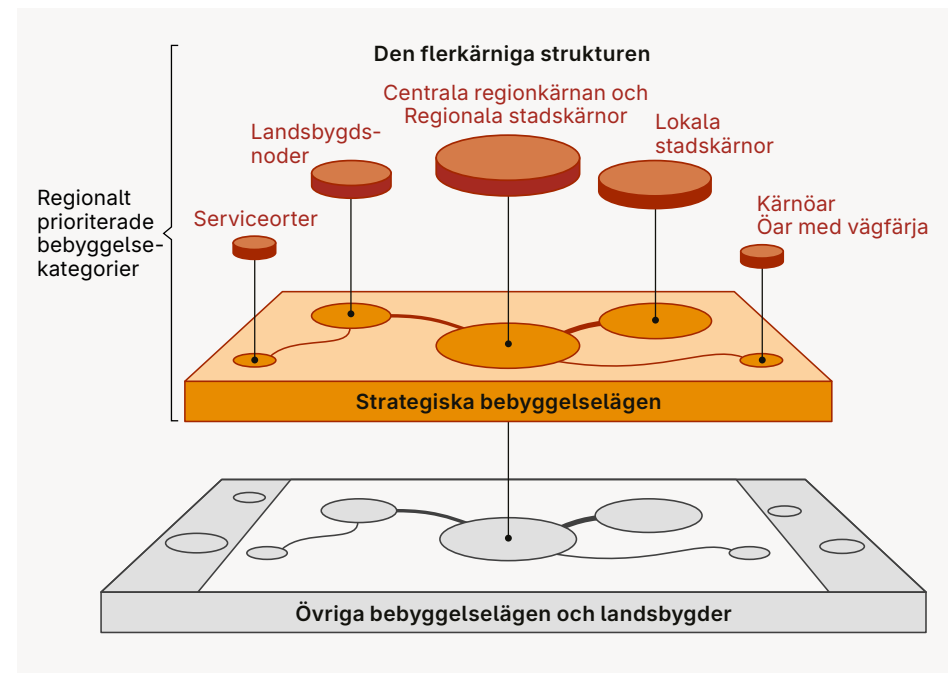 Den flerkärniga strukturen
Centrala regionkärnan och
Regionala stadskärnor
Landsbygds-
noder
Lokala
stadskärnor
Regionalt
prioriterade
bebyggelse-
kategorier
Serviceorter
Kärnöar
Öar med vägfärja
Strategiska bebyggelselägen
Övriga bebyggelselägen och landsbygder